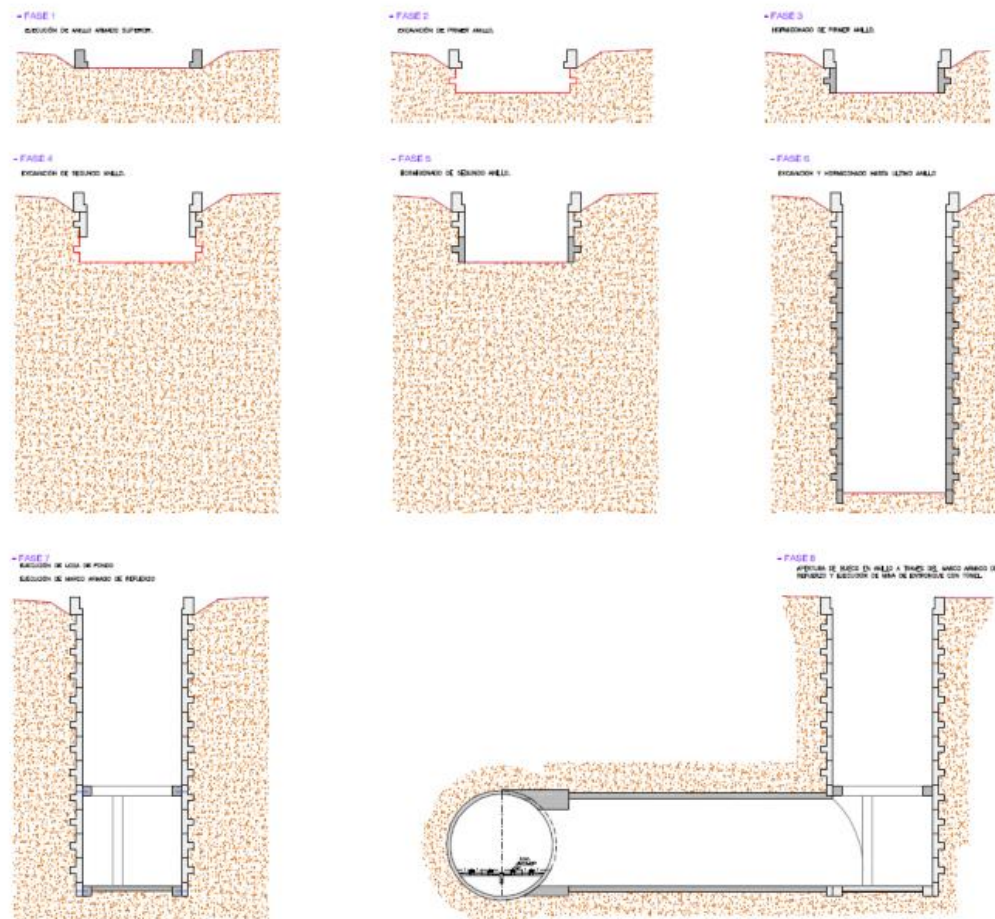 - FASE 1
EJECUCIÓN DE ANILLO ARMADO SUPERIOR.
- FASE 2
EXCAVACIÓN DE PRIMER ANILLO.
- FASE 3
HORMIGONADO DE PRIMER ANILLO.
- FASE 4
EXCAVACIÓN DE SEGUNDO ANILLO.
- FASE 5
HORMIGONADO DE SEGUNDO ANILLO.
- FASE 6
EXCAVACIÓN Y HORMIGONADO HASTA ÚLTIMO ANILLO
- FASE 7
EJECUCIÓN DE LOSA DE FONDO
EJECUCIÓN DE MARCO ARMADO DE REFUERZO
- FASE 8
APERTURA DE HUECO EN ANILLO A TRAVÉS DEL MARCO ARMADO DE
REFUERZO Y EJECUCIÓN DE MINA DE ENTRONQUE CON TÚNEL.